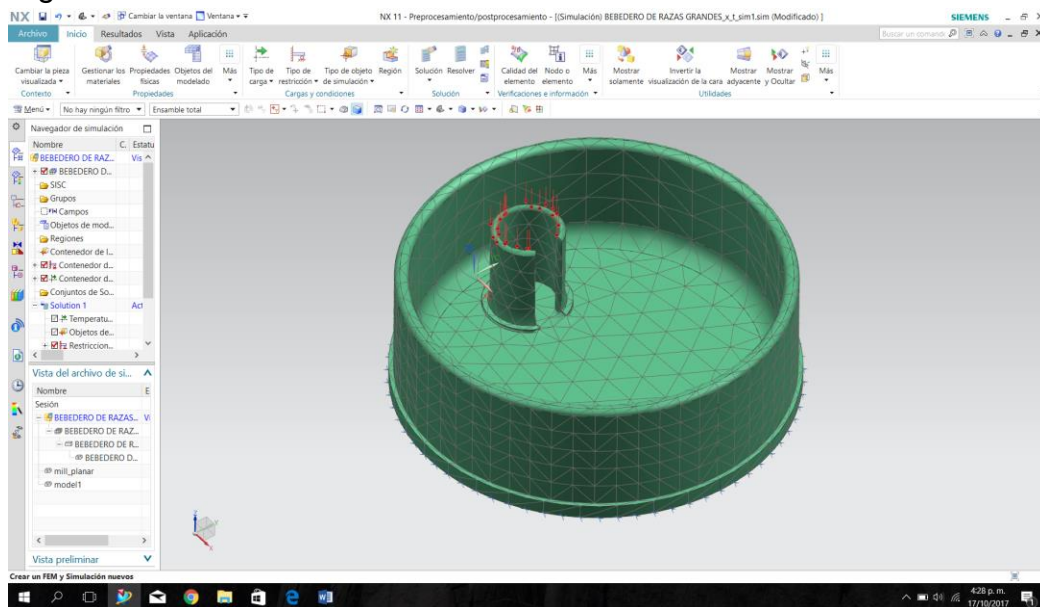 NX Cambiar la ventana Ventana NX 11 - Preprocesamiento/postprocesamiento - [(Simulación) BEBEDERO DE RAZAS GRANDES_x_t_sim1.sim (Modificado) ] SIEMENS
Archivo Inicio Resultados Vista Aplicación Buscar un comando
Cambiar la pieza visualizada
Gestionar los materiales
Propiedades físicas
Objetos del modelado
Más
Tipo de carga
Tipo de restricción
Tipo de objeto de simulación
Región
Solución
Resolver
Calidad del elemento
Nodo o elemento
Más
Mostrar solamente
Invertir la visualización de la cara
Mostrar adyacente
Mostrar y Ocultar
Más
Contexto Propiedades Cargas y condiciones Solución Verificaciones e información Utilidades
Menú No hay ningún filtro Ensamble total
Navegador de simulación
Nombre C. Estatu
BEBEDERO DE RAZ... Vis
BEBEDERO D...
SISC
Grupos
Campos
Objetos de mod...
Regiones
Contenedor de l...
Contenedor d...
Contenedor d...
Conjuntos de So...
Solution 1 Act
Temperatu...
Objetos de...
Restriccion...
Vista del archivo de si...
Nombre E
Sesión
BEBEDERO DE RAZAS... Vi
BEBEDERO DE RAZ...
BEBEDERO DE R...
BEBEDERO D...
mill_planar
model1
Vista preliminar
Crear un FEM y Simulación nuevos
4:28 p. m.
17/10/2017